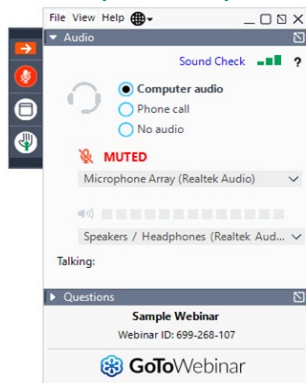 File View Help
Audio
Sound Check ?
Computer audio
Phone call
No audio
MUTED
Microphone Array (Realtek Audio)
Speakers / Headphones (Realtek Aud...
Talking:
Questions
Sample Webinar
Webinar ID: 699-268-107
GoToWebinar